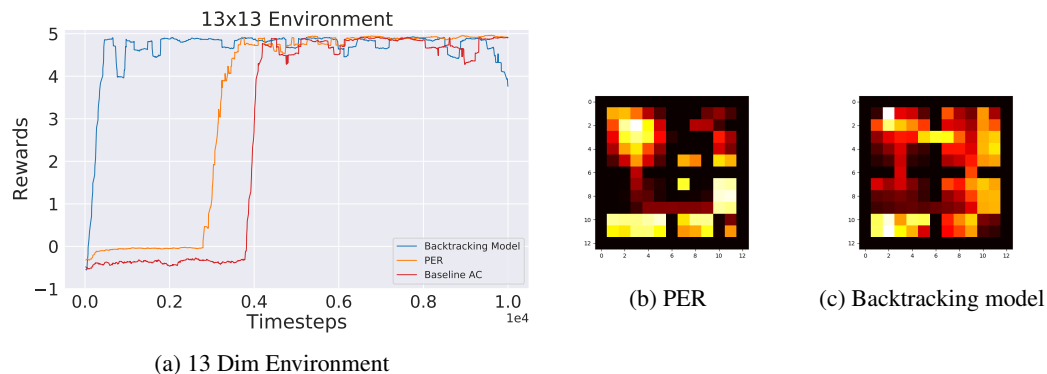 13x13 Environment
5
4
3
2
1
0
−1
Rewards
Backtracking Model
PER
Baseline AC
0.0 0.2 0.4 0.6 0.8 1.0
1e4
Timesteps
(a) 13 Dim Environment
0
2
4
6
8
10
12
0 2 4 6 8 10 12
(b) PER
0
2
4
6
8
10
12
0 2 4 6 8 10 12
(c) Backtracking model